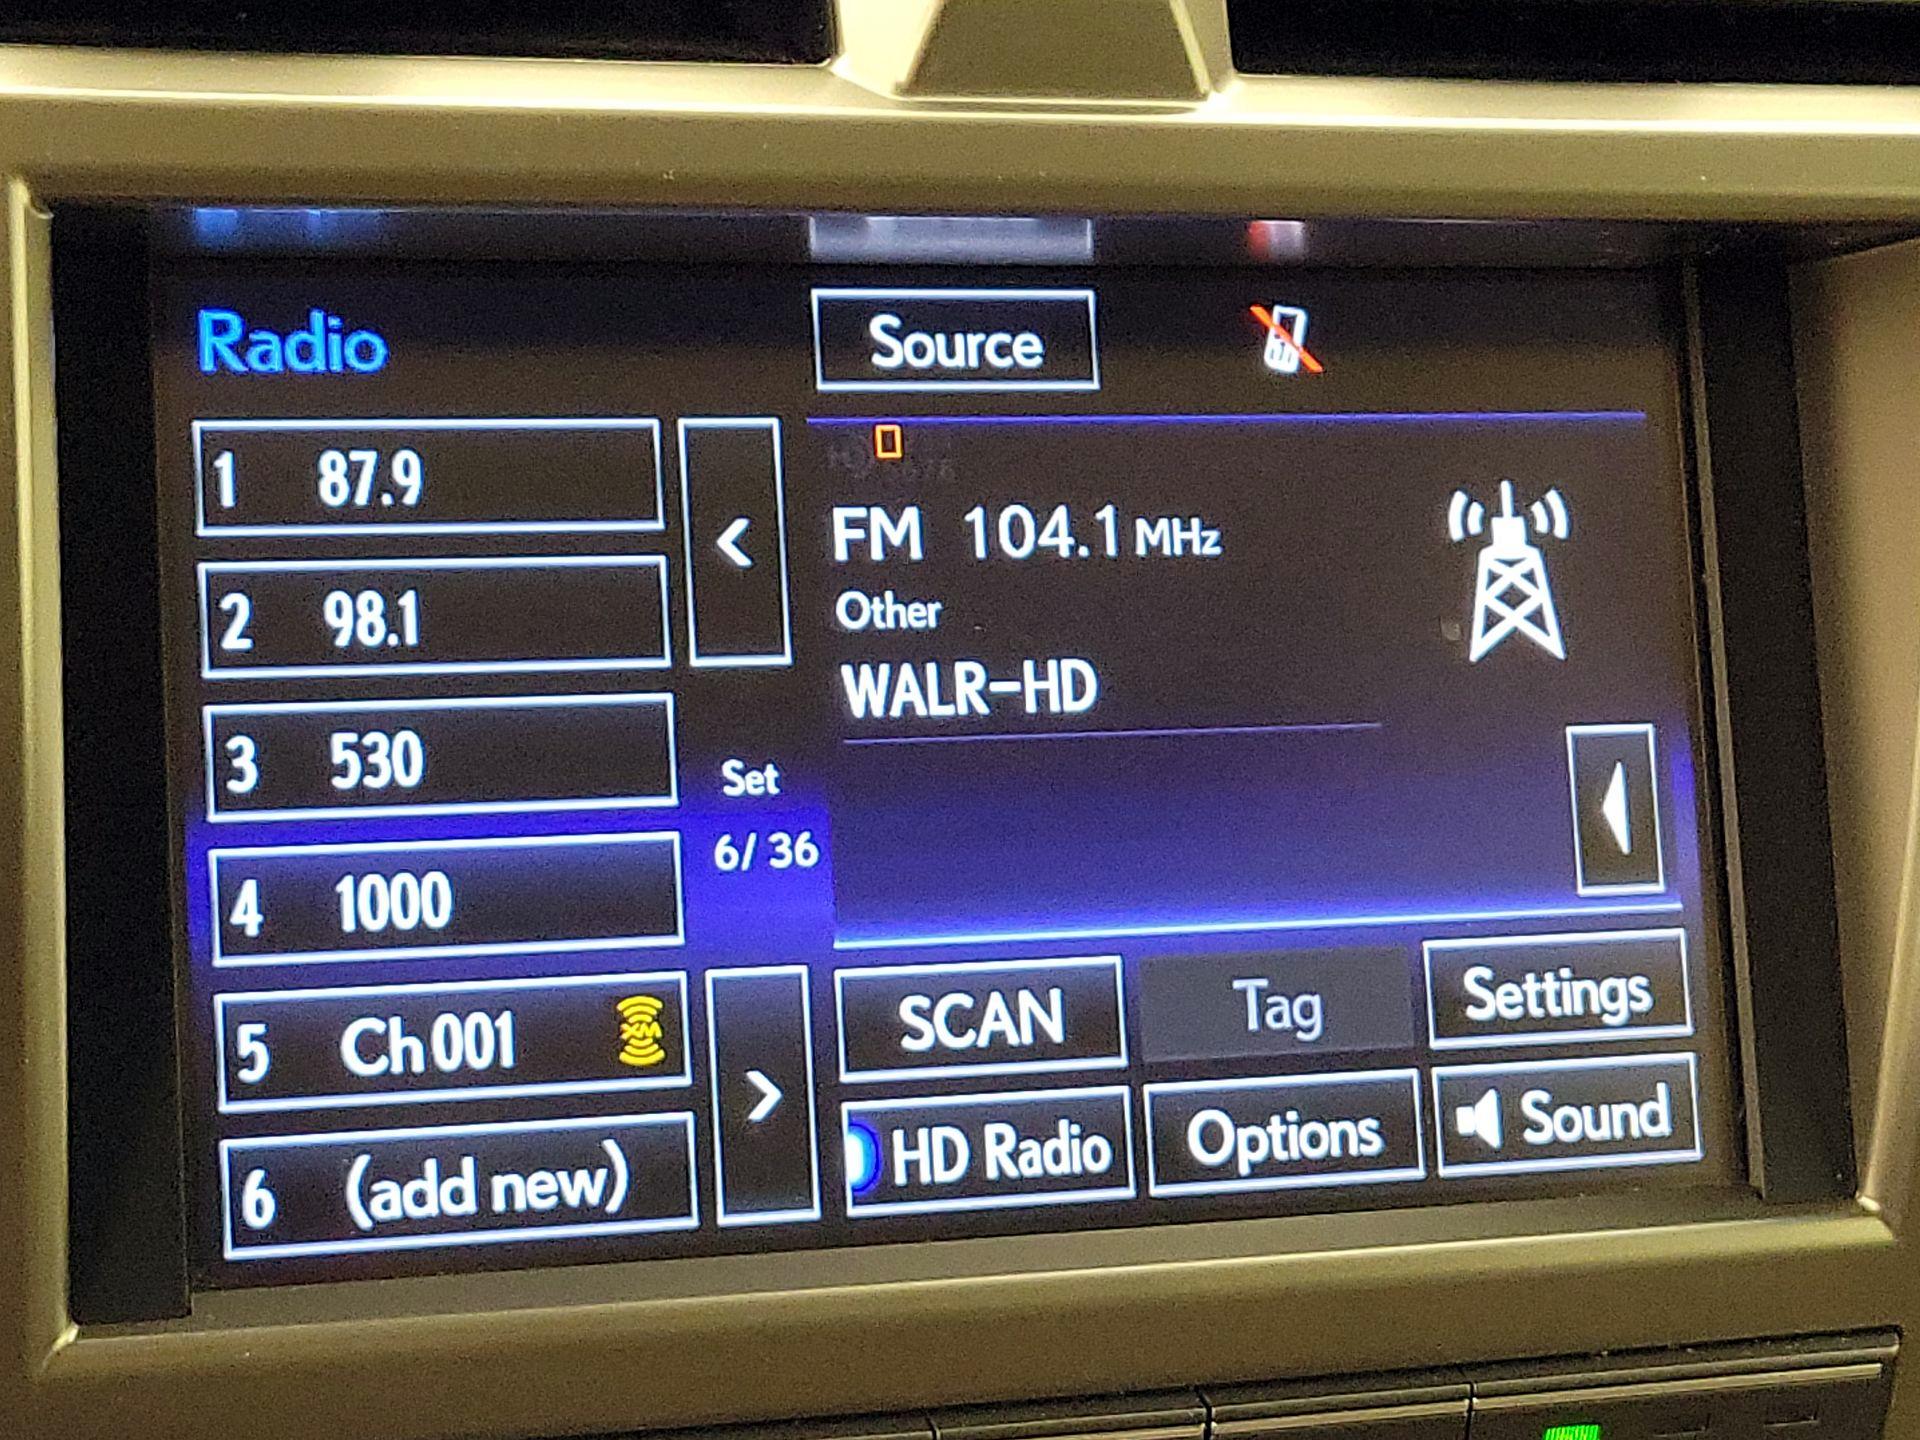 Radio
Source
1 87.9
2 98.1
3 530
4 1000
5 Ch 001 XM
6 (add new)
<
Set
6/ 36
>
FM 104.1 MHz
Other
WALR-HD
SCAN
Tag
Settings
HD Radio
Options
Sound